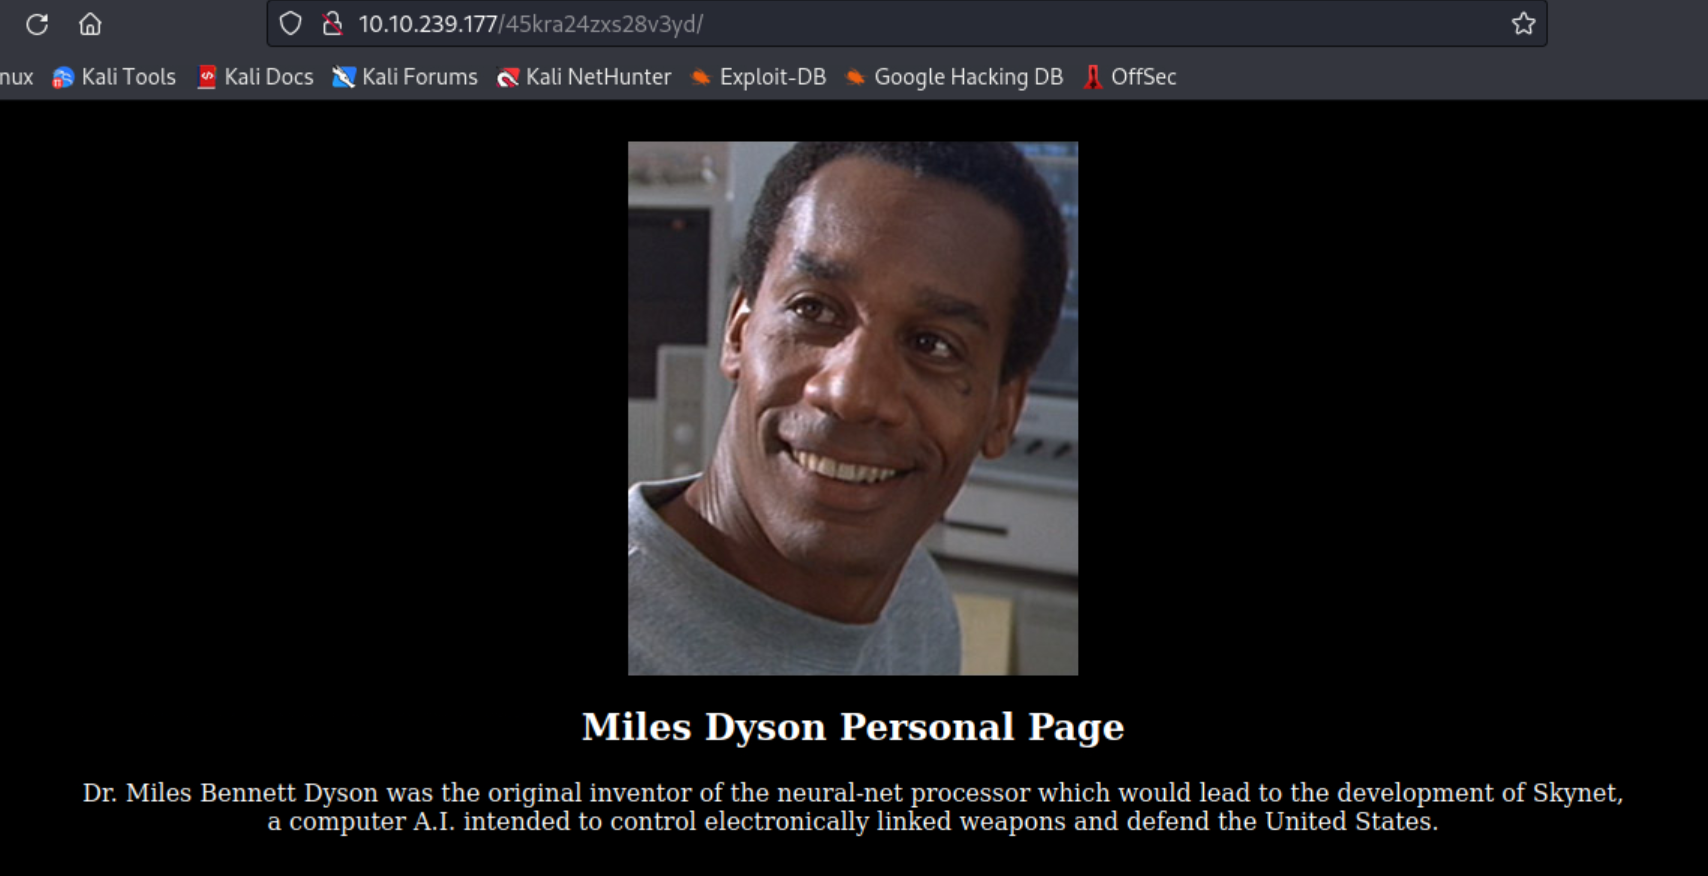 10.10.239.177/45kra24zxs28v3yd/
nux Kali Tools Kali Docs Kali Forums Kali NetHunter Exploit-DB Google Hacking DB OffSec
Miles Dyson Personal Page
Dr. Miles Bennett Dyson was the original inventor of the neural-net processor which would lead to the development of Skynet,
a computer A.I. intended to control electronically linked weapons and defend the United States.